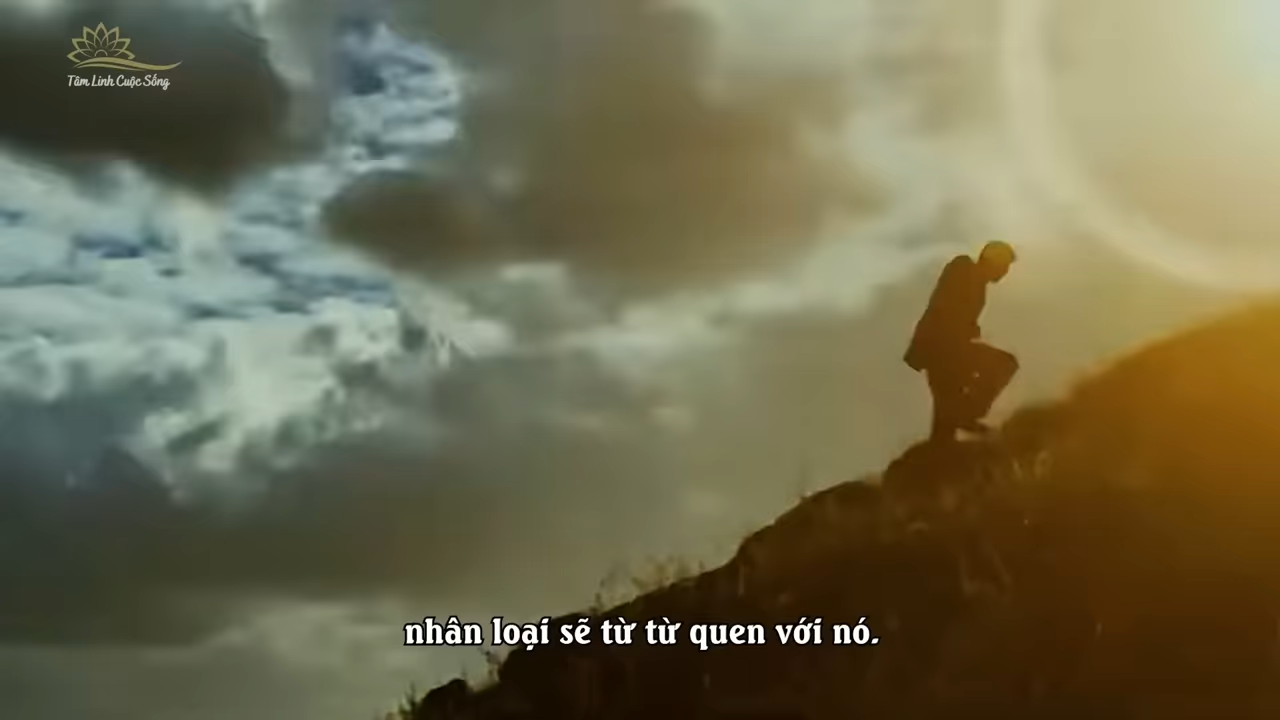 Tâm Linh Cuộc Sống
nhân loại sẽ từ từ quen với nó.